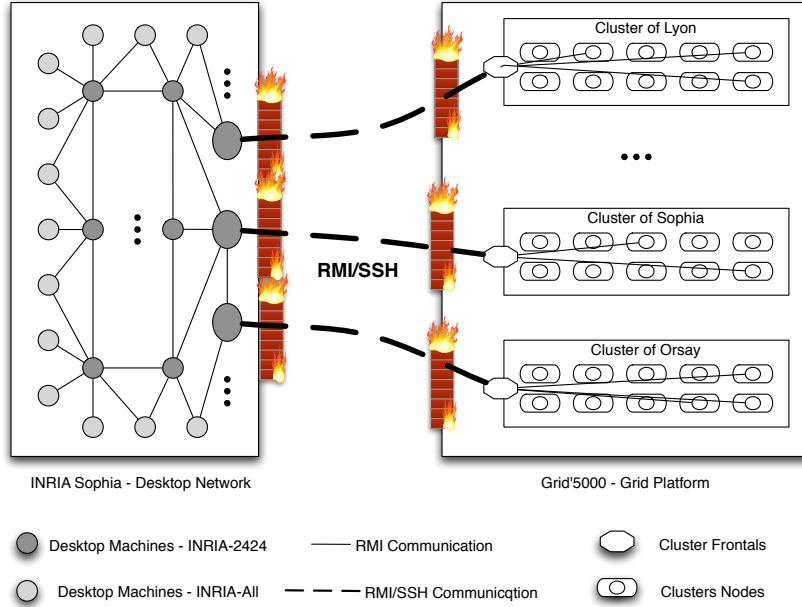 Cluster of Lyon
Cluster of Sophia
RMI/SSH
Cluster of Orsay
INRIA Sophia - Desktop Network
Grid'5000 - Grid Platform
Desktop Machines - INRIA-2424
RMI Communication
Cluster Frontals
Desktop Machines - INRIA-All
RMI/SSH Communicqtion
Clusters Nodes